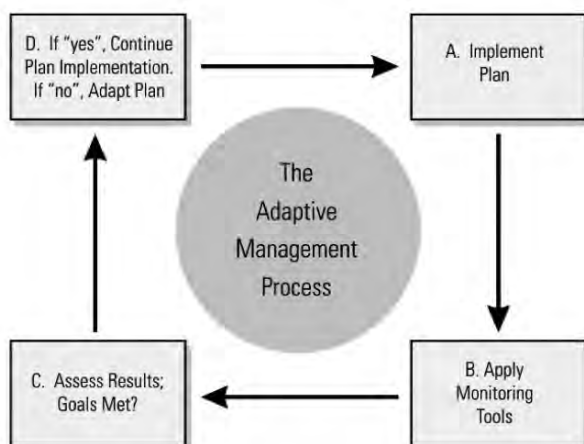 D. If “yes”, Continue
Plan Implementation.
If “no”, Adapt Plan
A. Implement
Plan
The
Adaptive
Management
Process
C. Assess Results;
Goals Met?
B. Apply
Monitoring
Tools